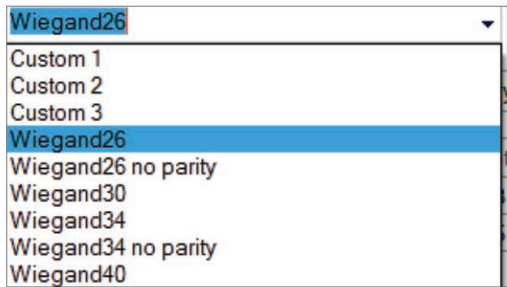 Wiegand26
Custom 1
Custom 2
Custom 3
Wiegand26
Wiegand26 no parity
Wiegand30
Wiegand34
Wiegand34 no parity
Wiegand40